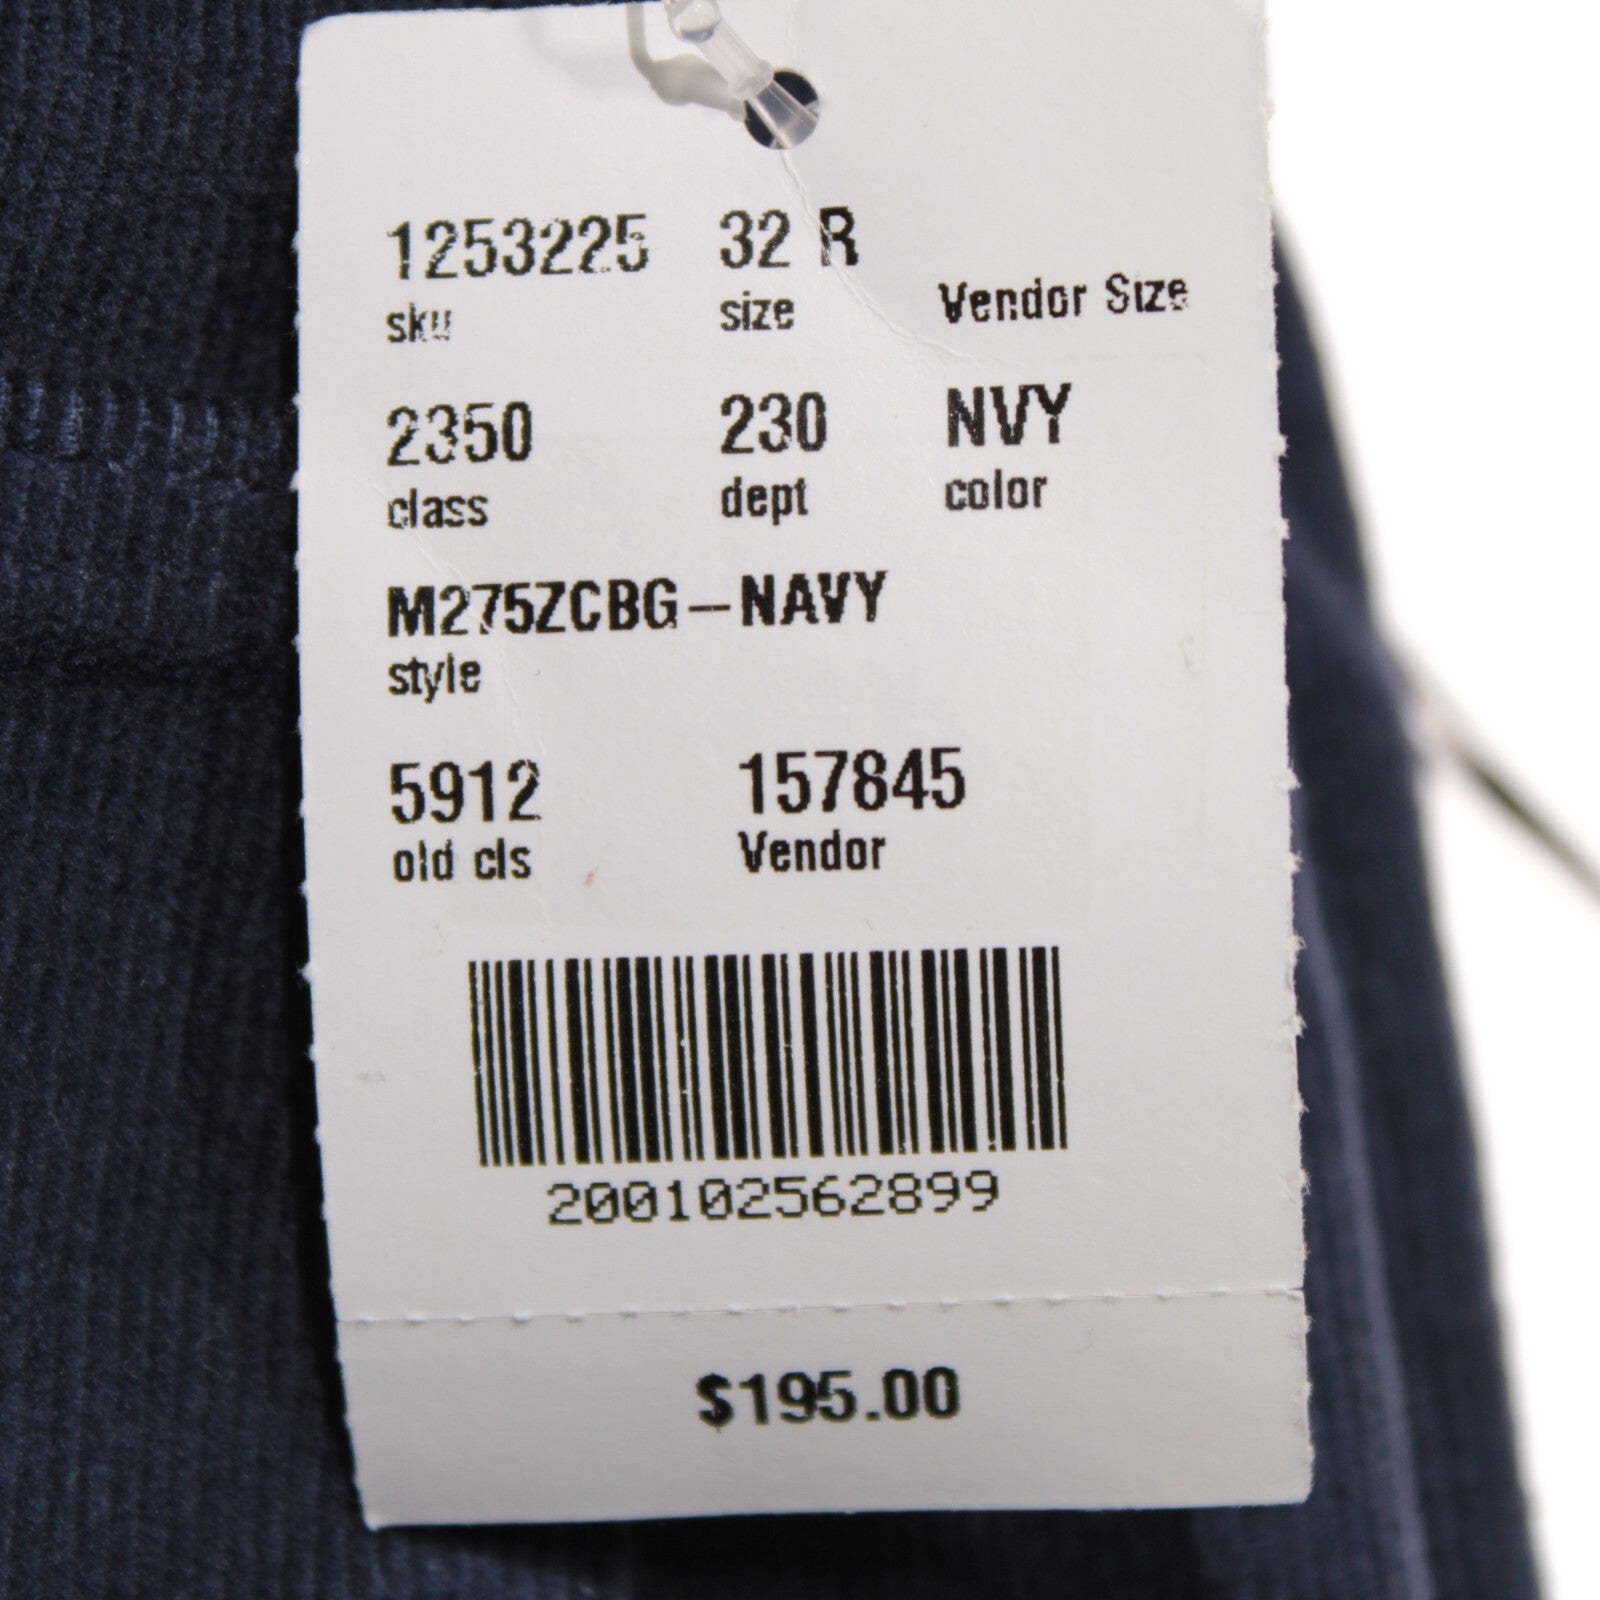 1253225 32 R
sku size Vendor Size
2350 230 NVY
class dept color
M275ZCBG-NAVY
style
5912 157845
old cls Vendor
200102562899
$195.00